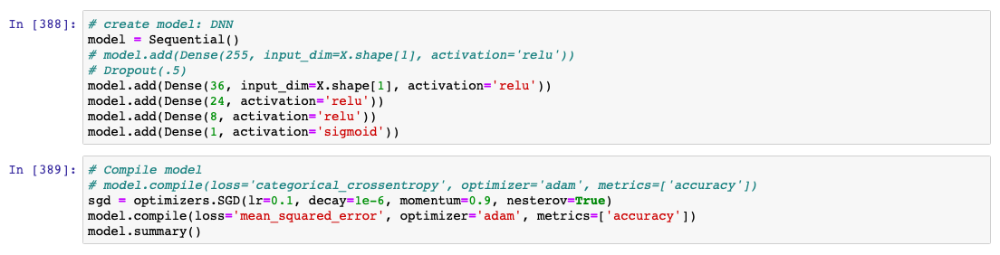 In [388]: # create model: DNN
model = Sequential()
# model.add(Dense(255, input_dim=X.shape[1], activation='relu'))
# Dropout(.5)
model.add(Dense(36, input_dim=X.shape[1], activation='relu'))
model.add(Dense(24, activation='relu'))
model.add(Dense(8, activation='relu'))
model.add(Dense(1, activation='sigmoid'))
In [389]: # Compile model
# model.compile(loss='categorical_crossentropy', optimizer='adam', metrics=['accuracy'])
sgd = optimizers.SGD(lr=0.1, decay=1e-6, momentum=0.9, nesterov=True)
model.compile(loss='mean_squared_error', optimizer='adam', metrics=['accuracy'])
model.summary()